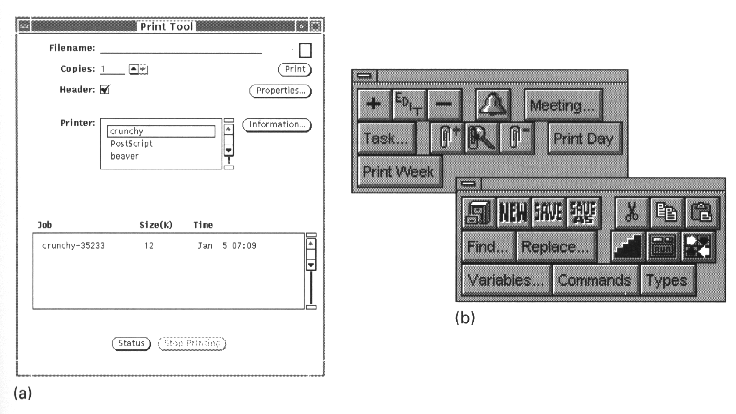 Print Tool
Filename:
Copies: 1
Print
Header:
Properties...
Printer:
crunchy
PostScript
beaver
Information...
Job Size(K) Time
crunchy-35233 12 Jan 5 07:09
Status Stop Printing
(a)
+ EDIT − Meeting...
Task... Print Day
Print Week
NEW SAVE SAVE AS
Find... Replace...
Variables... Commands Types
(b)